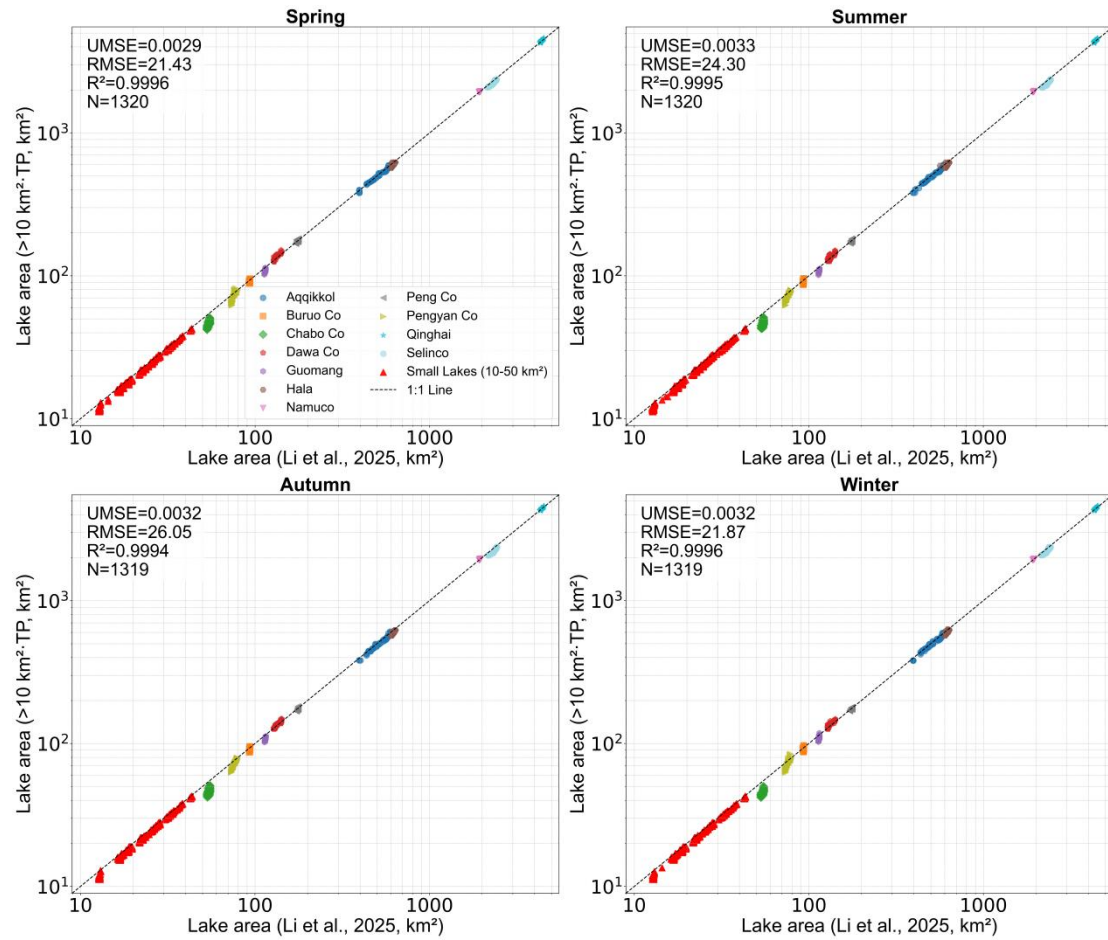 Spring
UMSE=0.0029
RMSE=21.43
R²=0.9996
N=1320
Lake area (>10 km²·TP, km²)
10³
10²
10¹
Aqqikkol
Buruo Co
Chabo Co
Dawa Co
Guomang
Hala
Namuco
Peng Co
Pengyan Co
Qinghai
Selinco
Small Lakes (10-50 km²)
1:1 Line
10
100
1000
Lake area (Li et al., 2025, km²)
Summer
UMSE=0.0033
RMSE=24.30
R²=0.9995
N=1320
Lake area (>10 km²·TP, km²)
10³
10²
10¹
10
100
1000
Lake area (Li et al., 2025, km²)
Autumn
UMSE=0.0032
RMSE=26.05
R²=0.9994
N=1319
Lake area (>10 km²·TP, km²)
10³
10²
10¹
10
100
1000
Lake area (Li et al., 2025, km²)
Winter
UMSE=0.0032
RMSE=21.87
R²=0.9996
N=1319
Lake area (>10 km²·TP, km²)
10³
10²
10¹
10
100
1000
Lake area (Li et al., 2025, km²)